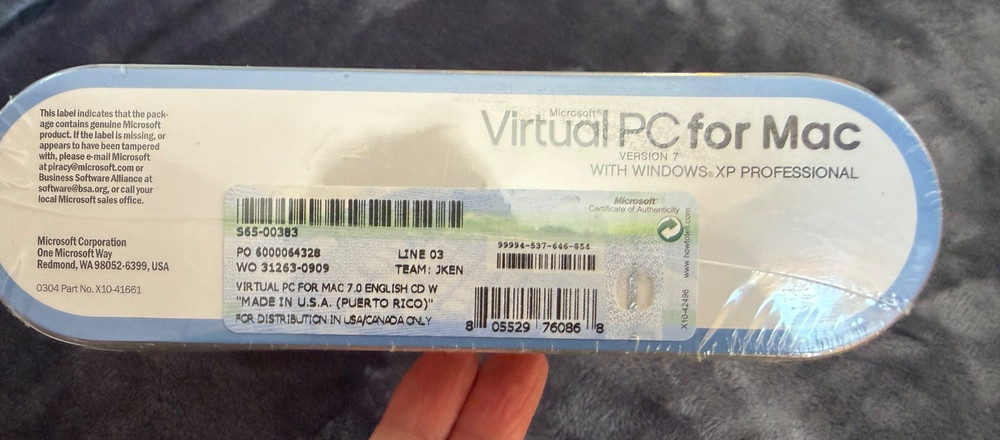 This label indicates that the pack-
age contains genuine Microsoft
product. If the label is missing, or
appears to have been tampered
with, please e-mail Microsoft
at piracy@microsoft.com or
Business Software Alliance at
software@bsa.org, or call your
local Microsoft sales office.
Microsoft Corporation
One Microsoft Way
Redmond, WA 98052-6399, USA
0304 Part No. X10-41661
Microsoft®
Virtual PC for Mac
VERSION 7
WITH WINDOWS® XP PROFESSIONAL
S65-00383
PO 6000064328 LINE 03
WO 31263-0909 TEAM: JKEN
VIRTUAL PC FOR MAC 7.0 ENGLISH CD W
"MADE IN U.S.A. (PUERTO RICO)"
FOR DISTRIBUTION IN USA/CANADA ONLY
Microsoft
Certificate of Authenticity
99994-537-646-854
8 05529 76086 8
www.howtotell.com
X10-42496